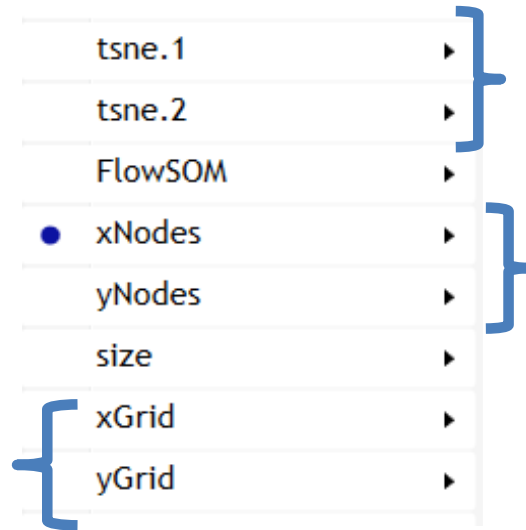 tsne.1
tsne.2
FlowSOM
xNodes
yNodes
size
xGrid
yGrid